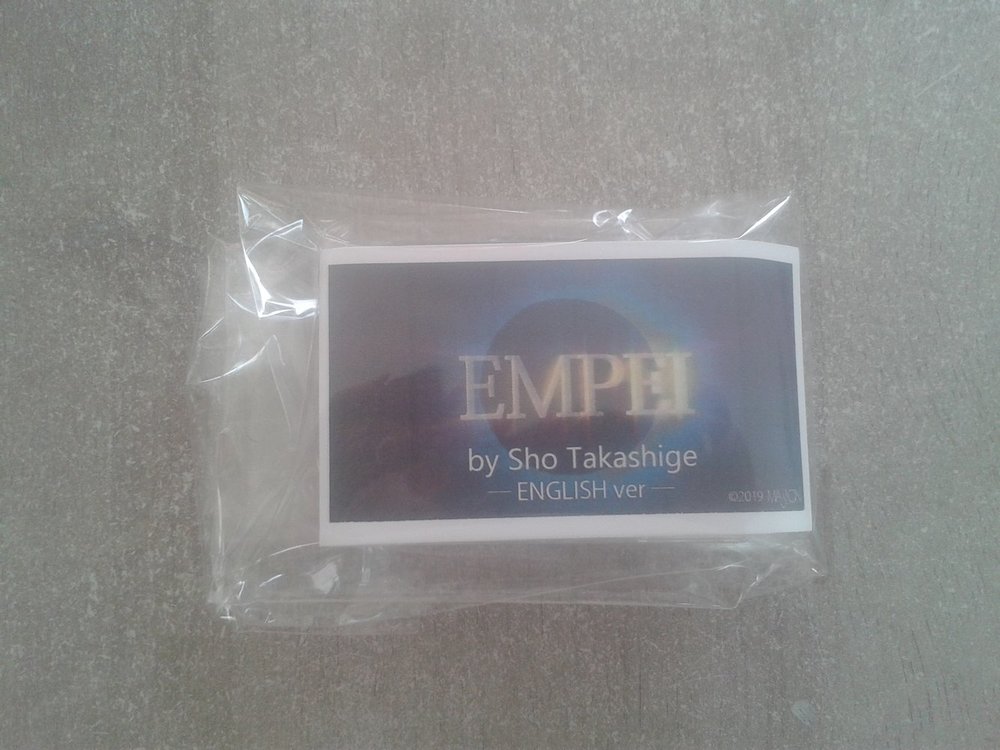 EMPEI
by Sho Takashige
— ENGLISH ver —
©2019